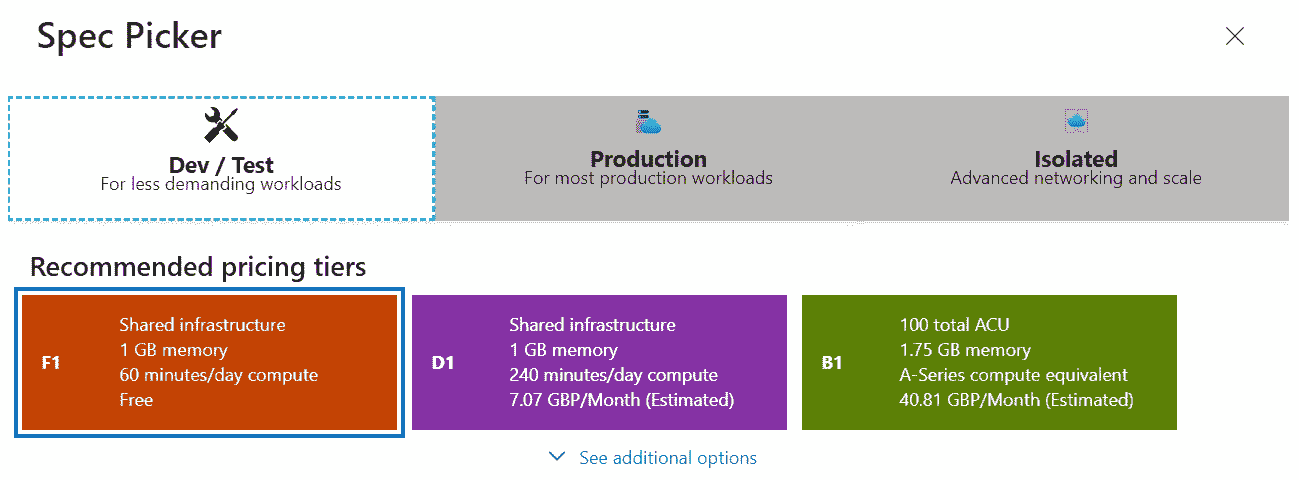 Spec Picker
Dev / Test
For less demanding workloads
Production
For most production workloads
Isolated
Advanced networking and scale
Recommended pricing tiers
F1
Shared infrastructure
1 GB memory
60 minutes/day compute
Free
D1
Shared infrastructure
1 GB memory
240 minutes/day compute
7.07 GBP/Month (Estimated)
B1
100 total ACU
1.75 GB memory
A-Series compute equivalent
40.81 GBP/Month (Estimated)
See additional options